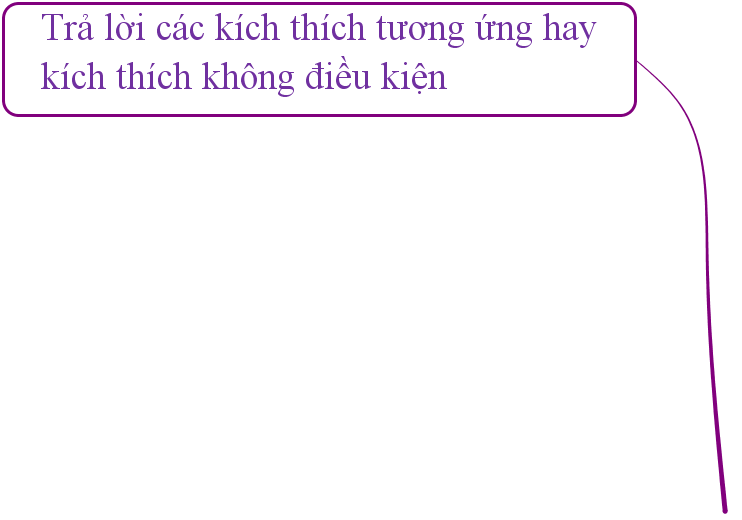 Trả lời các kích thích tương ứng hay
kích thích không điều kiện